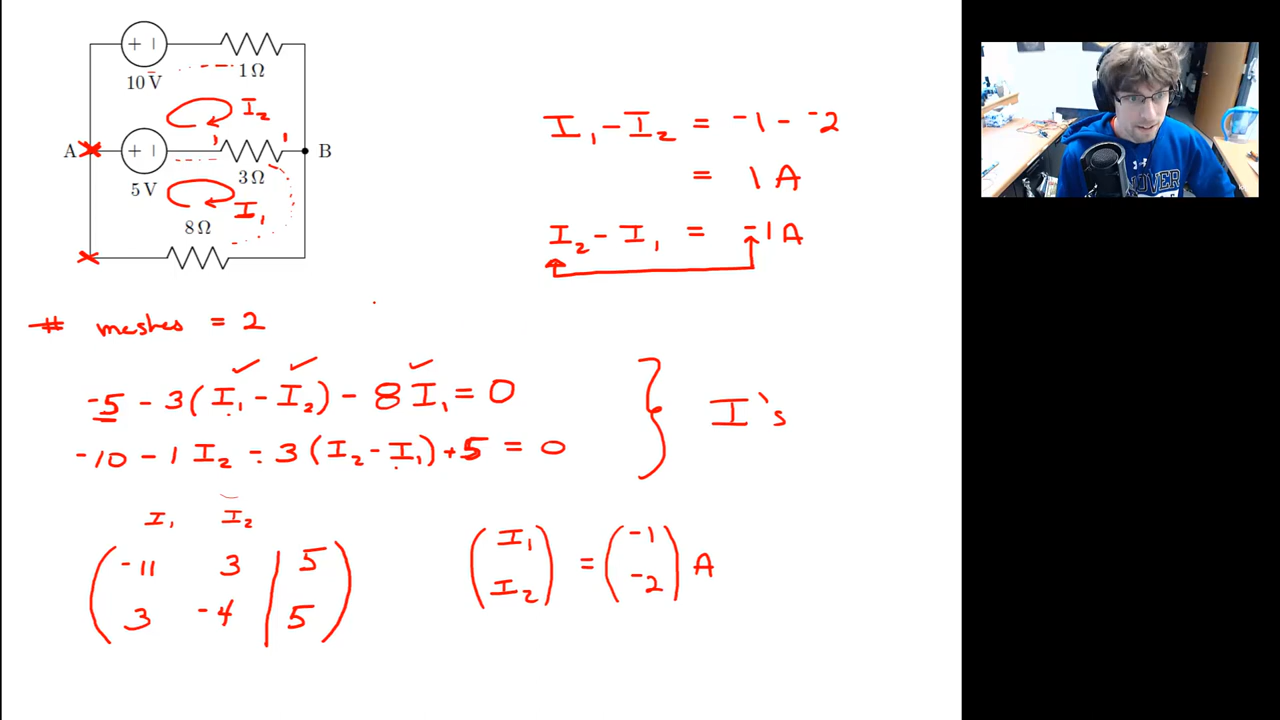 10 V
1 Ω
I₂
A
B
5 V
3 Ω
I₁
8 Ω
I₁ - I₂ = -1 - -2
= 1 A
I₂ - I₁ = -1 A
# meshes = 2
-5 - 3(I₁ - I₂) - 8 I₁ = 0
-10 - 1 I₂ - 3(I₂ - I₁) + 5 = 0
I's
I₁ I₂
-11 3 | 5
3 -4 | 5
(I₁ I₂) = (-1 -2) A